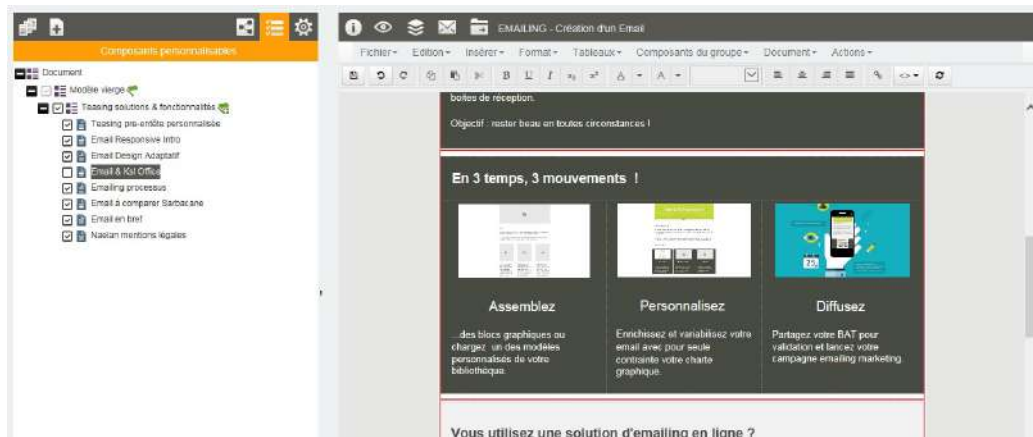 EMAILING - Création d'un Email
Composants personnalisables
Fichier Edition Insérer Format Tableaux Composants du groupe Document Actions
Document
Modèle vierge
Teasing solutions & fonctionnalités
Teasing pre-entête personnalisée
Email Responsive Intro
Email Design Adaptatif
Email & Ksl Office
Emailing processus
Email à comparer Sarbacane
Email en bref
Naelan mentions légales
B U I x₂ x² A A
boites de réception.
Objectif : rester beau en toutes circonstances !
En 3 temps, 3 mouvements !
Assemblez
...des blocs graphiques ou
chargez un des modèles
personnalisés de votre
bibliothèque.
Personnalisez
Enrichissez et variabilisez votre
email avec pour seule
contrainte votre charte
graphique.
Diffusez
Partagez votre BAT pour
validation et lancez votre
campagne emailing marketing.
Vous utilisez une solution d'emailing en ligne ?